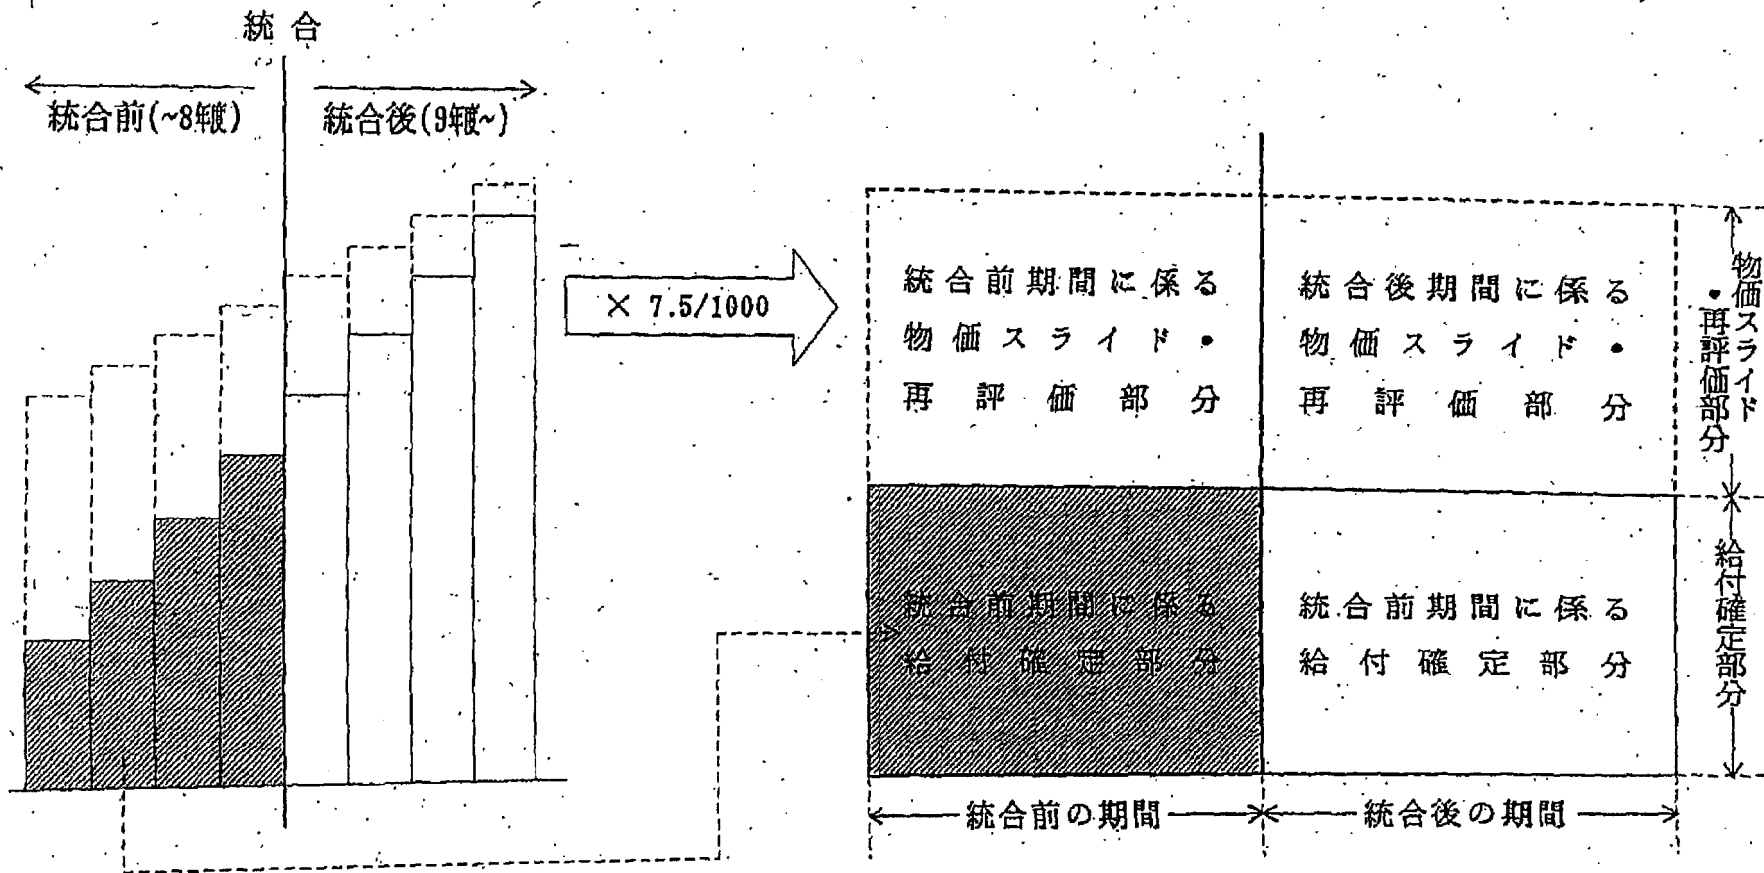 統合
統合前(~8年度)
統合後(9年度~)
× 7.5/1000
統合前期間に係る
物価スライド・
再評価部分
統合後期間に係る
物価スライド・
再評価部分
物価スライド
・再評価部分
統合前期間に係る
給付確定部分
統合前期間に係る
給付確定部分
給付確定部分
統合前の期間
統合後の期間